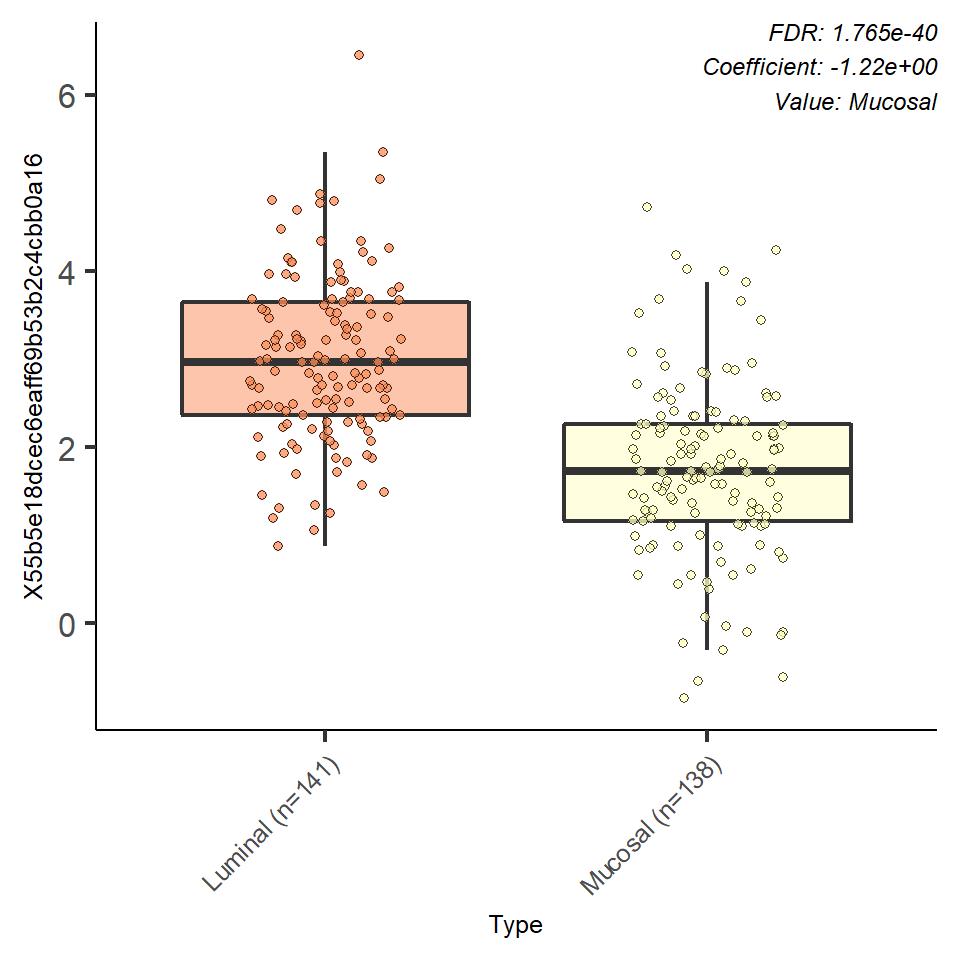 FDR: 1.765e-40
Coefficient: -1.22e+00
Value: Mucosal
X55b5e18dcec6eaff69b53b2c4cbb0a16
6
4
2
0
Luminal (n=141)
Mucosal (n=138)
Type